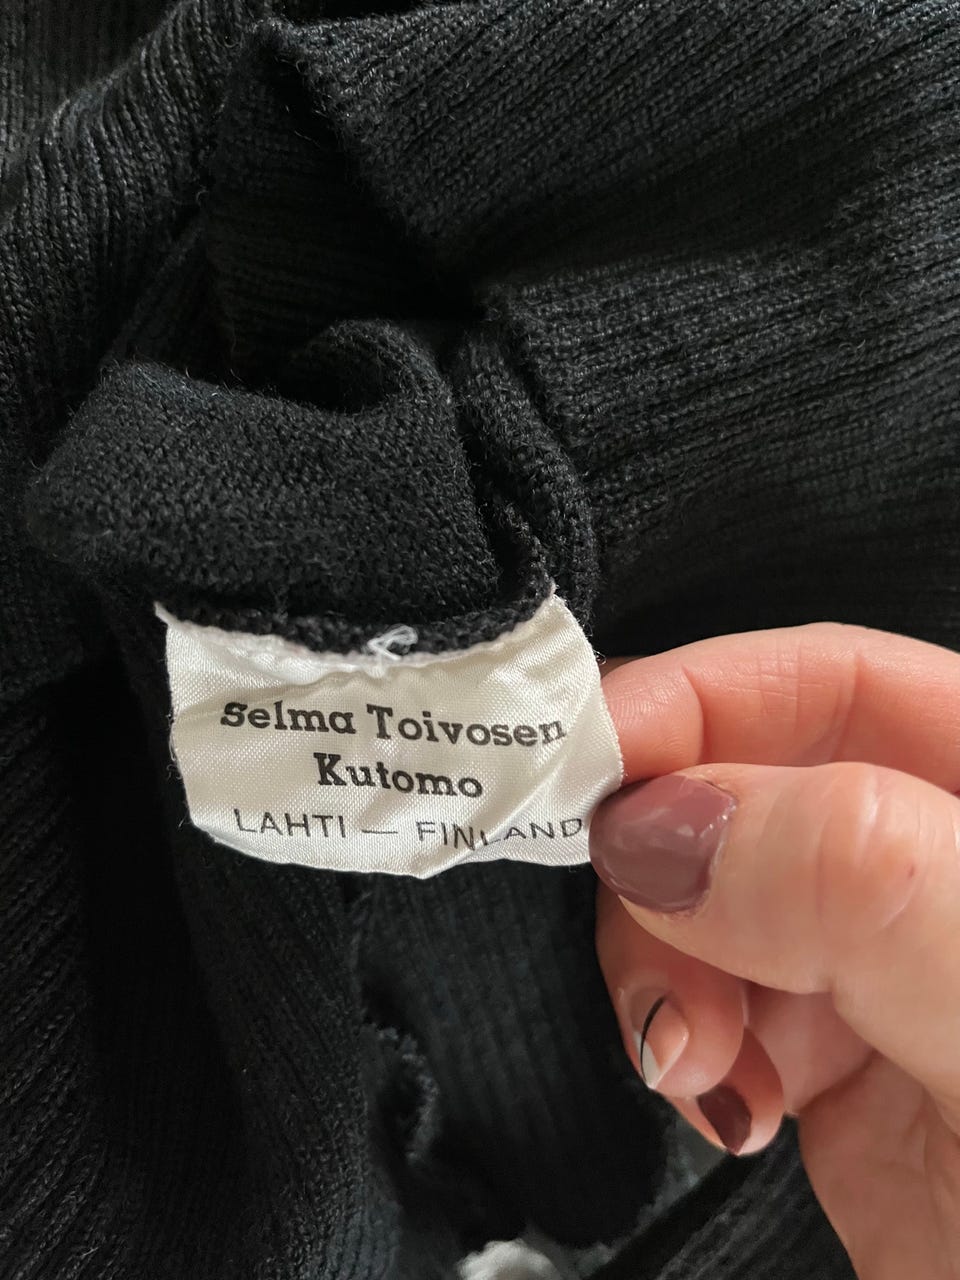 Selma Toivosen
Kutomo
LAHTI — FINLAND